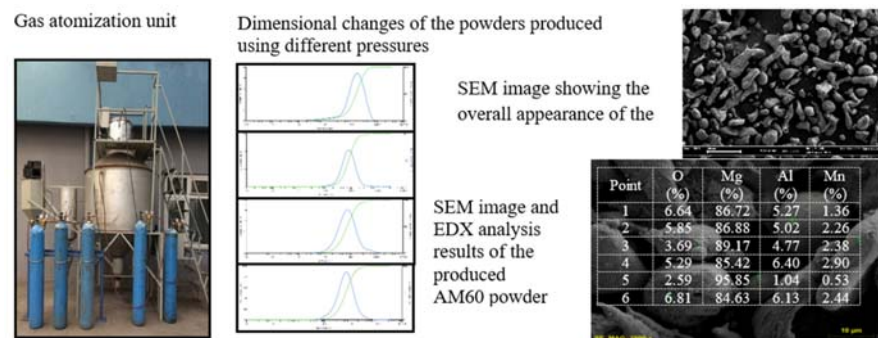 Gas atomization unit
Dimensional changes of the powders produced
using different pressures
SEM image showing the
overall appearance of the
SEM image and
EDX analysis
results of the
produced
AM60 powder
Point O (%) Mg (%) Al (%) Mn (%)
1 6.64 86.72 5.27 1.36
2 5.85 86.88 5.02 2.26
3 3.69 89.17 4.77 2.38
4 5.29 85.42 6.40 2.90
5 2.59 95.85 1.04 0.53
6 6.81 84.63 6.13 2.44
10 µm